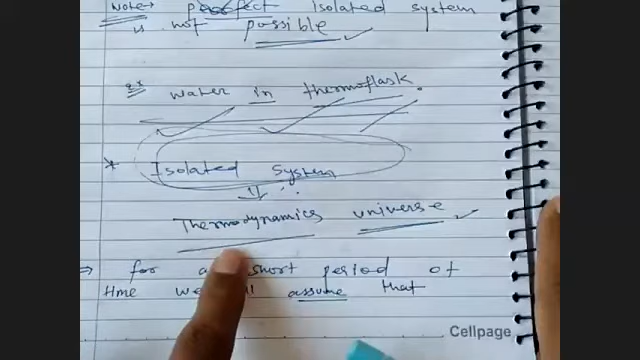 Note→ perfect Isolated system
is not possible
ex water in thermoflask.
* Isolated System
⇓
Thermodynamics universe
⇒ for a short period of
time we assume that
Cellpage